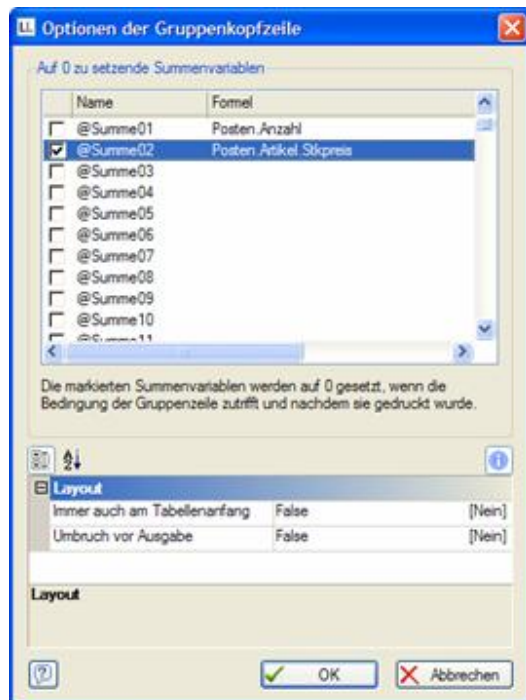 LL Optionen der Gruppenkopfzeile
Auf 0 zu setzende Summenvariablen
Name Formel
@Summe01 Posten.Anzahl
@Summe02 Posten.Artikel.Stkpreis
@Summe03
@Summe04
@Summe05
@Summe06
@Summe07
@Summe08
@Summe09
@Summe10
@Summe11
Die markierten Summenvariablen werden auf 0 gesetzt, wenn die
Bedingung der Gruppenzeile zutrifft und nachdem sie gedruckt wurde.
Layout
Immer auch am Tabellenanfang False [Nein]
Umbruch vor Ausgabe False [Nein]
Layout
OK Abbrechen